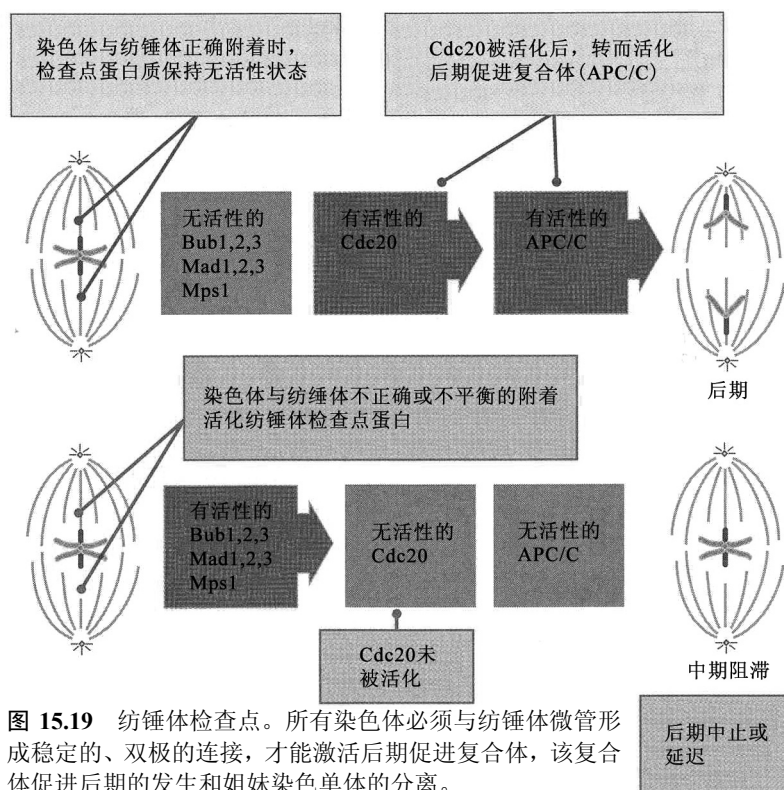 染色体与纺锤体正确附着时，
检查点蛋白质保持无活性状态
Cdc20被活化后，转而活化
后期促进复合体(APC/C)
无活性的
Bub1,2,3
Mad1,2,3
Mps1
有活性的
Cdc20
有活性的
APC/C
后期
染色体与纺锤体不正确或不平衡的附着
活化纺锤体检查点蛋白
有活性的
Bub1,2,3
Mad1,2,3
Mps1
无活性的
Cdc20
无活性的
APC/C
Cdc20未
被活化
中期阻滞
后期中止或
延迟
图 15.19 纺锤体检查点。所有染色体必须与纺锤体微管形
成稳定的、双极的连接，才能激活后期促进复合体，该复合
体促进后期的发生和姐妹染色单体的分离。